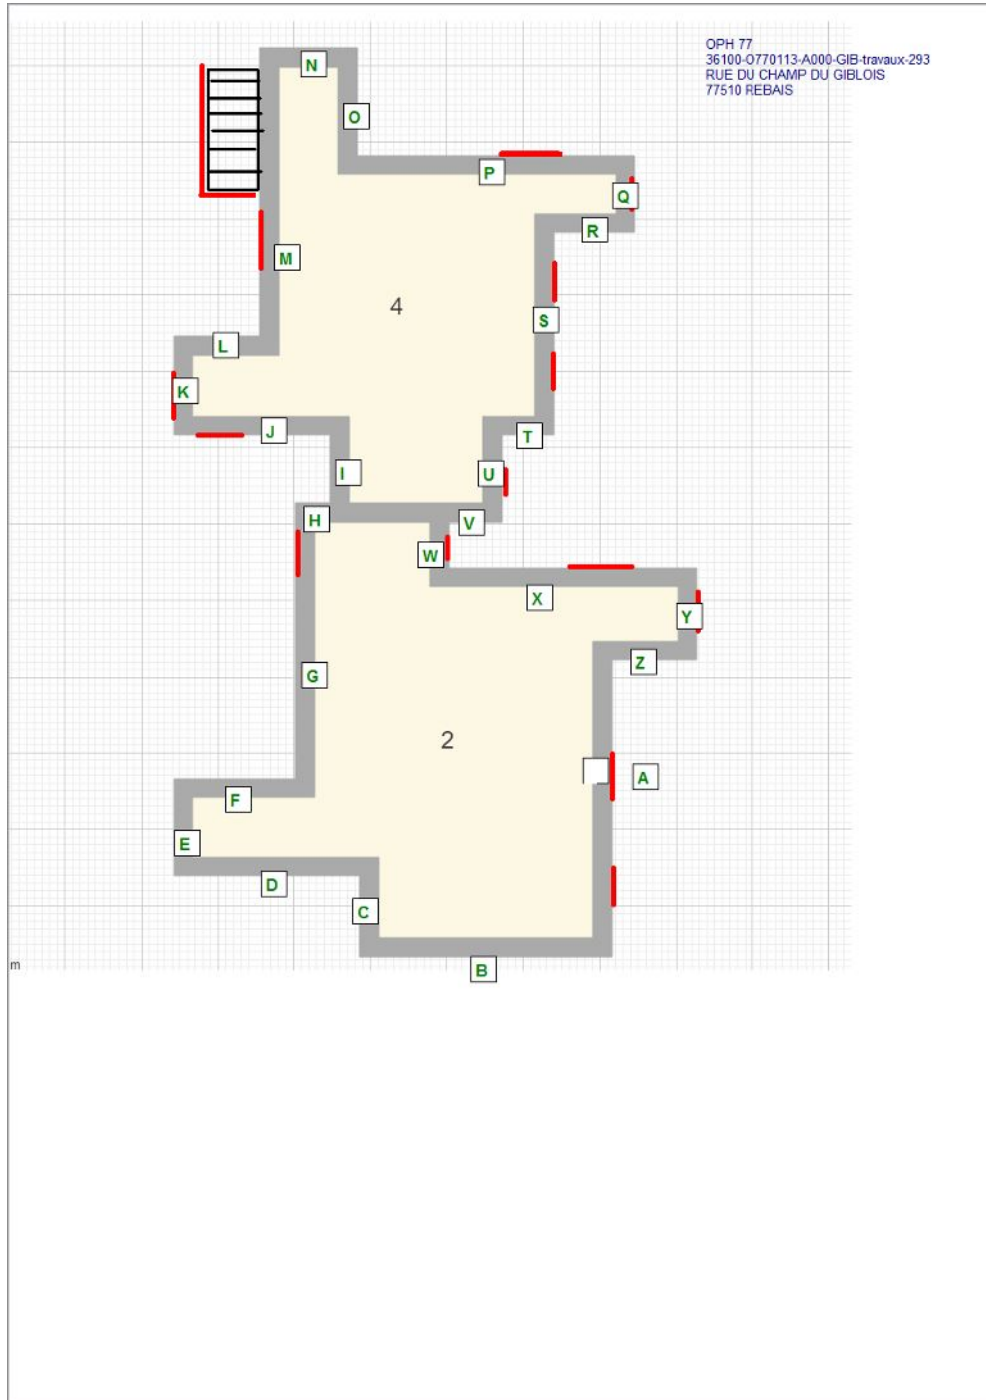 OPH 77
36100-O770113-A000-GIB-travaux-293
RUE DU CHAMP DU GIBLOIS
77510 REBAIS
N
O
P
Q
R
M
4
S
L
K
J
T
I
U
H
V
W
X
Y
Z
G
2
A
F
E
D
C
B
m